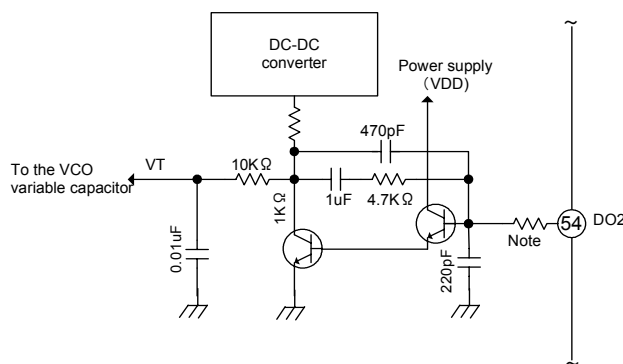 DC-DC
converter
Power supply
(VDD)
470pF
To the VCO
variable capacitor
VT
10KΩ
1KΩ
1uF
4.7KΩ
54
DO2
Note
0.01uF
220pF
~
~